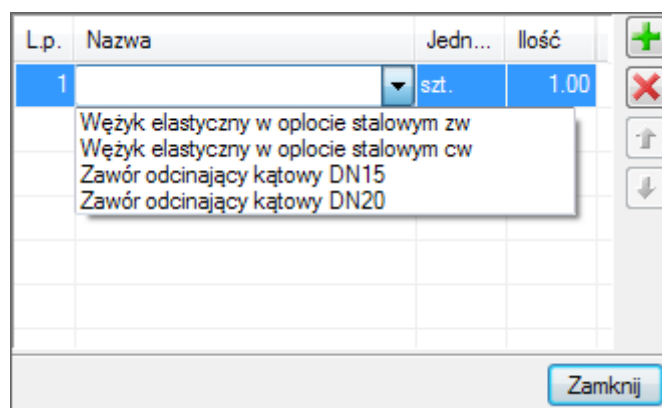 L.p. Nazwa Jedn... Ilość
1 szt. 1.00
Wężyk elastyczny w oplocie stalowym zw
Wężyk elastyczny w oplocie stalowym cw
Zawór odcinający kątowy DN15
Zawór odcinający kątowy DN20
Zamknij